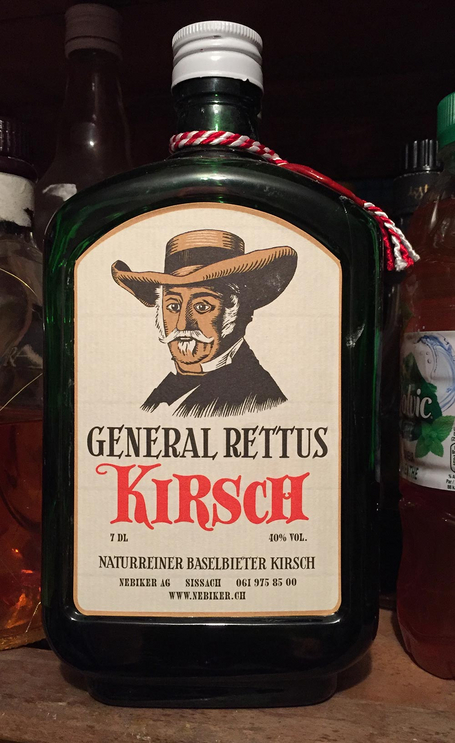 GENERAL RETTUS
KIRSCH
7 DL 40% VOL.
NATURREINER BASELBIETER KIRSCH
NEBIKER AG SISSACH 061 975 85 00
WWW.NEBIKER.CH